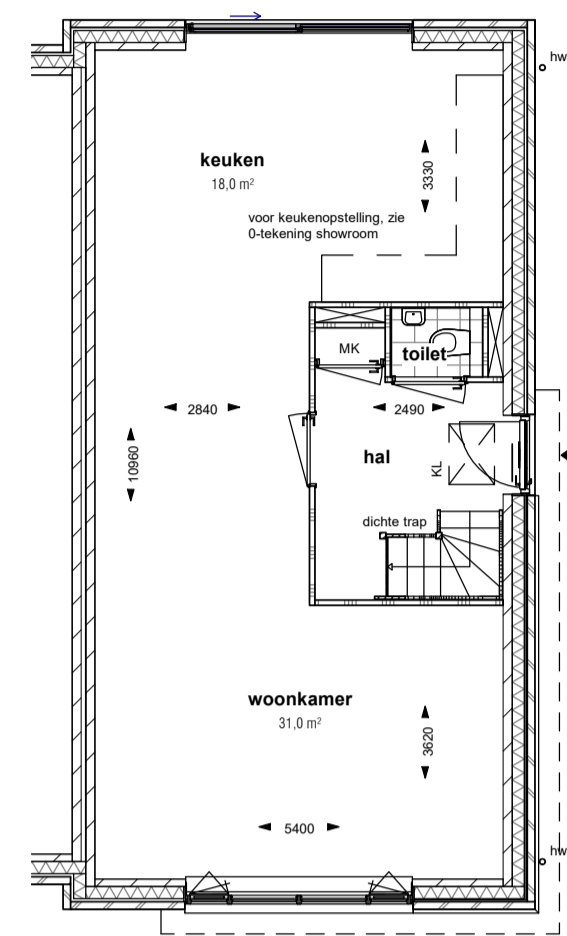 hw
keuken
18,0 m²
3330
voor keukenopstelling, zie
0-tekening showroom
MK
toilet
2840
2490
10960
hal
KL
dichte trap
woonkamer
31,0 m²
3620
5400
hw